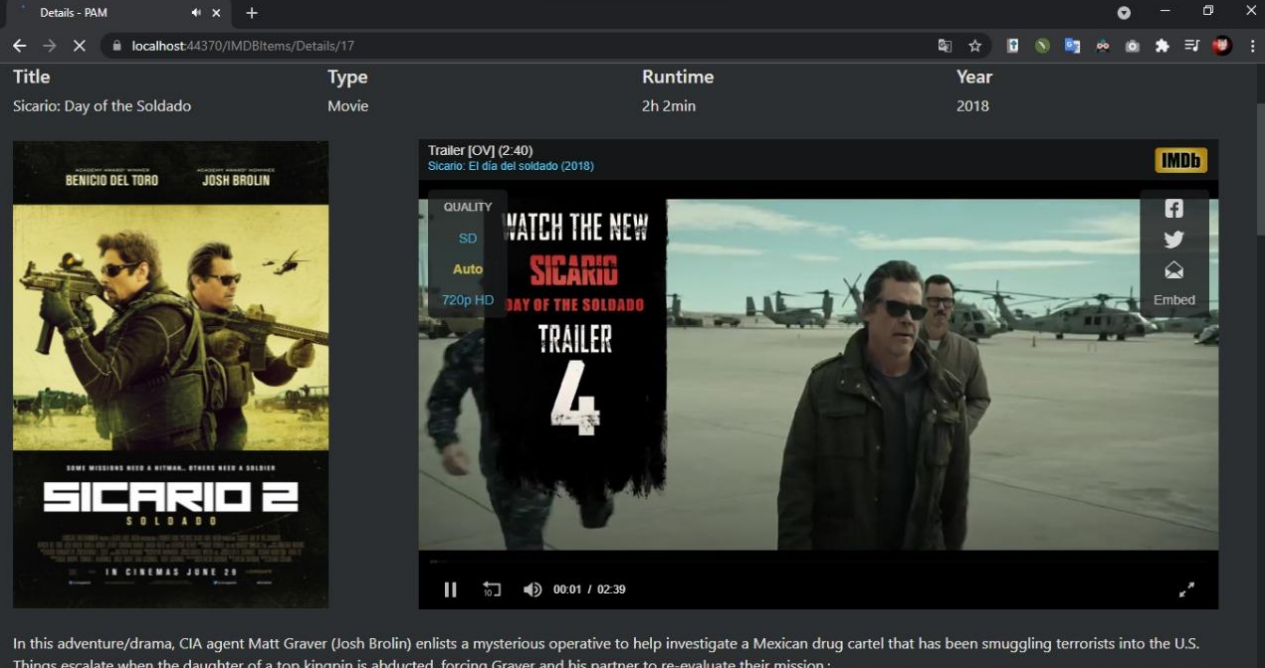 Details - PAM
localhost:44370/IMDBItems/Details/17
Title Type Runtime Year
Sicario: Day of the Soldado Movie 2h 2min 2018
ACADEMY AWARD WINNER ACADEMY AWARD NOMINEE
BENICIO DEL TORO JOSH BROLIN
SOME MISSIONS NEED A HITMAN... OTHERS NEED A SOLDIER
SICARIO 2
SOLDADO
IN CINEMAS JUNE 29
Trailer [OV] (2:40)
Sicario: El día del soldado (2018)
IMDb
QUALITY
SD
Auto
720p HD
WATCH THE NEW
SICARIO
DAY OF THE SOLDADO
TRAILER
4
Embed
10
00:01 / 02:39
In this adventure/drama, CIA agent Matt Graver (Josh Brolin) enlists a mysterious operative to help investigate a Mexican drug cartel that has been smuggling terrorists into the U.S.
Things escalate when the daughter of a top kingpin is abducted, forcing Graver and his partner to re-evaluate their mission.;